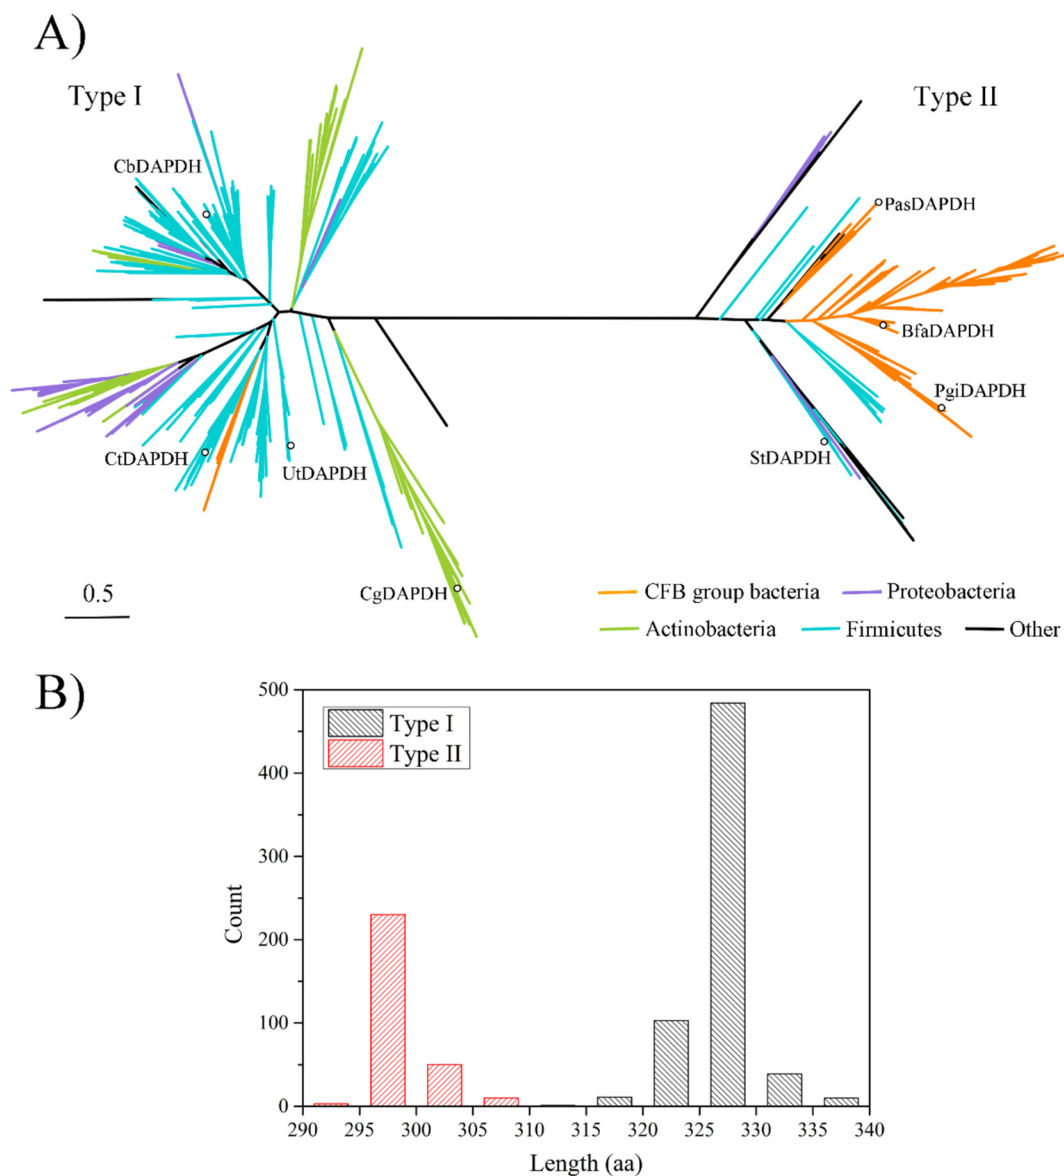 A)
Type I
Type II
CbDAPDH
PasDAPDH
BfaDAPDH
PgiDAPDH
CtDAPDH
UtDAPDH
StDAPDH
CgDAPDH
0.5
CFB group bacteria
Proteobacteria
Actinobacteria
Firmicutes
Other
B)
500
Type I
Type II
400
300
Count
200
100
0
290 295 300 305 310 315 320 325 330 335 340
Length (aa)